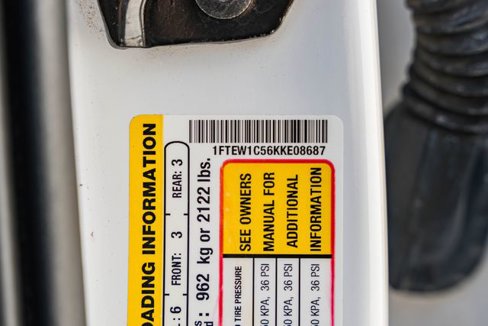 1FTEW1C56KKE08687
OADING INFORMATION
: 6 FRONT: 3 REAR: 3
: 962 kg or 2122 lbs.
SEE OWNERS
MANUAL FOR
ADDITIONAL
INFORMATION
TIRE PRESSURE
KPA, 36 PSI
KPA, 36 PSI
KPA, 36 PSI